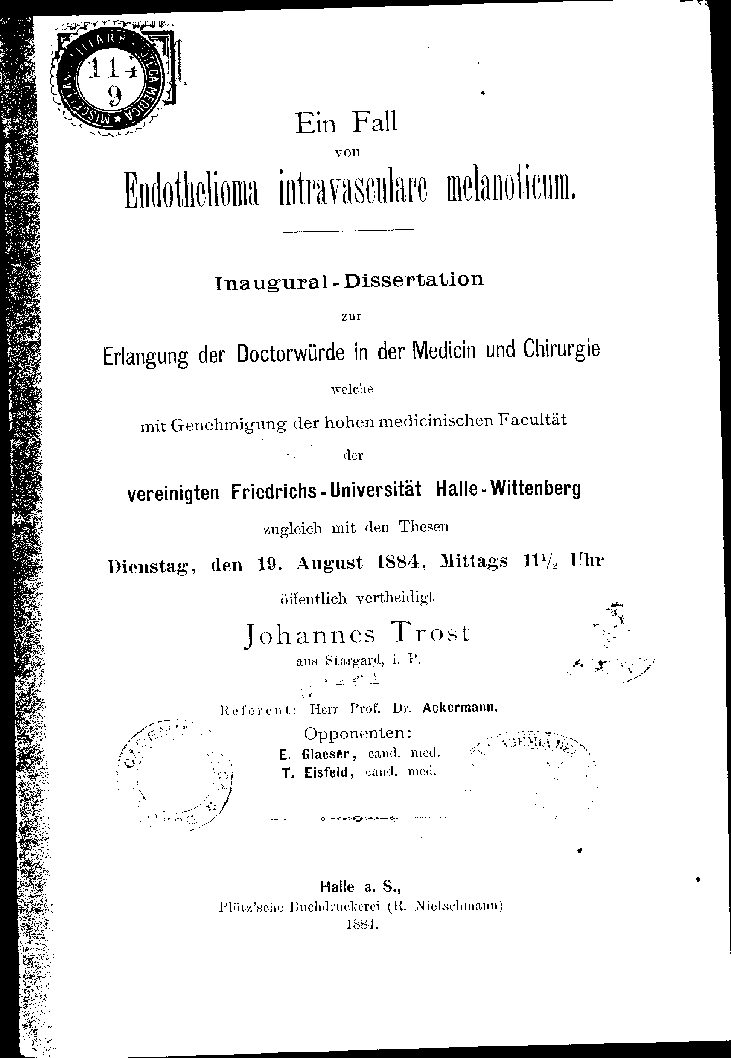 114
9
Ein Fall
von
Endothelioma intravasculare melanoticum.
Inaugural-Dissertation
zur
Erlangung der Doctorwürde in der Medicin und Chirurgie
welche
mit Genehmigung der hohen medicinischen Facultät
der
vereinigten Friedrichs-Universität Halle-Wittenberg
zugleich mit den Thesen
Dienstag, den 19. August 1884, Mittags 11½ Uhr
öffentlich vertheidigt
Johannes Trost
aus Stargard, i. P.
Referent: Herr Prof. Dr. Ackermann.
Opponenten:
E. Glaeser, cand. med.
T. Eisfeld, cand. med.
Halle a. S.,
Plötz'sche Buchdruckerei (R. Nietschmann)
1884.